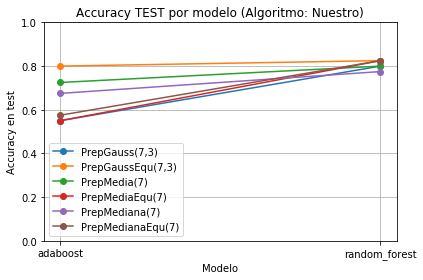 Accuracy TEST por modelo (Algoritmo: Nuestro)
1.0
0.8
0.6
0.4
0.2
0.0
Accuracy en test
PrepGauss(7,3)
PrepGaussEqu(7,3)
PrepMedia(7)
PrepMediaEqu(7)
PrepMediana(7)
PrepMedianaEqu(7)
adaboost
random_forest
Modelo